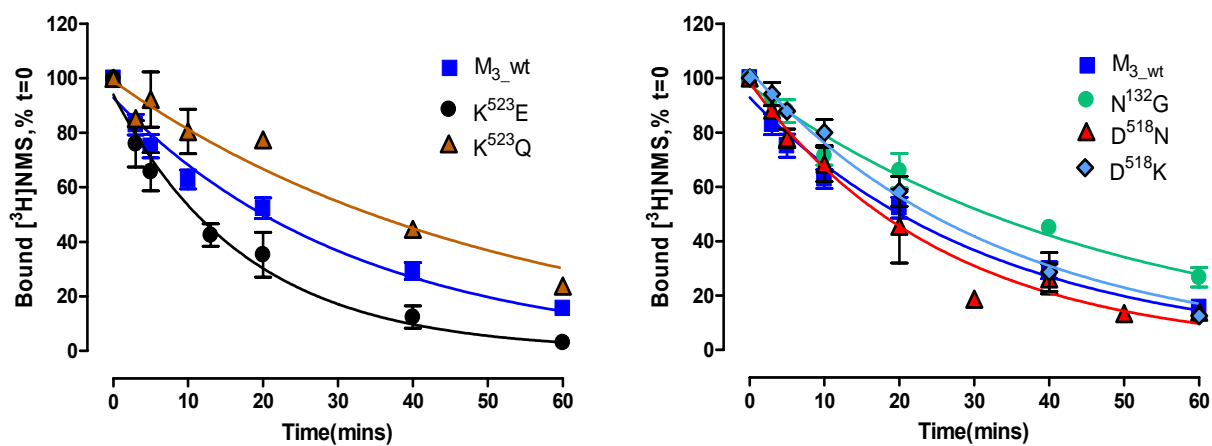 Bound [³H]NMS,% t=0
120
100
80
60
40
20
0
M₃_wt
K⁵²³E
K⁵²³Q
0 10 20 30 40 50 60
Time(mins)
Bound [³H]NMS,% t=0
120
100
80
60
40
20
0
M₃_wt
N¹³²G
D⁵¹⁸N
D⁵¹⁸K
0 10 20 30 40 50 60
Time(mins)